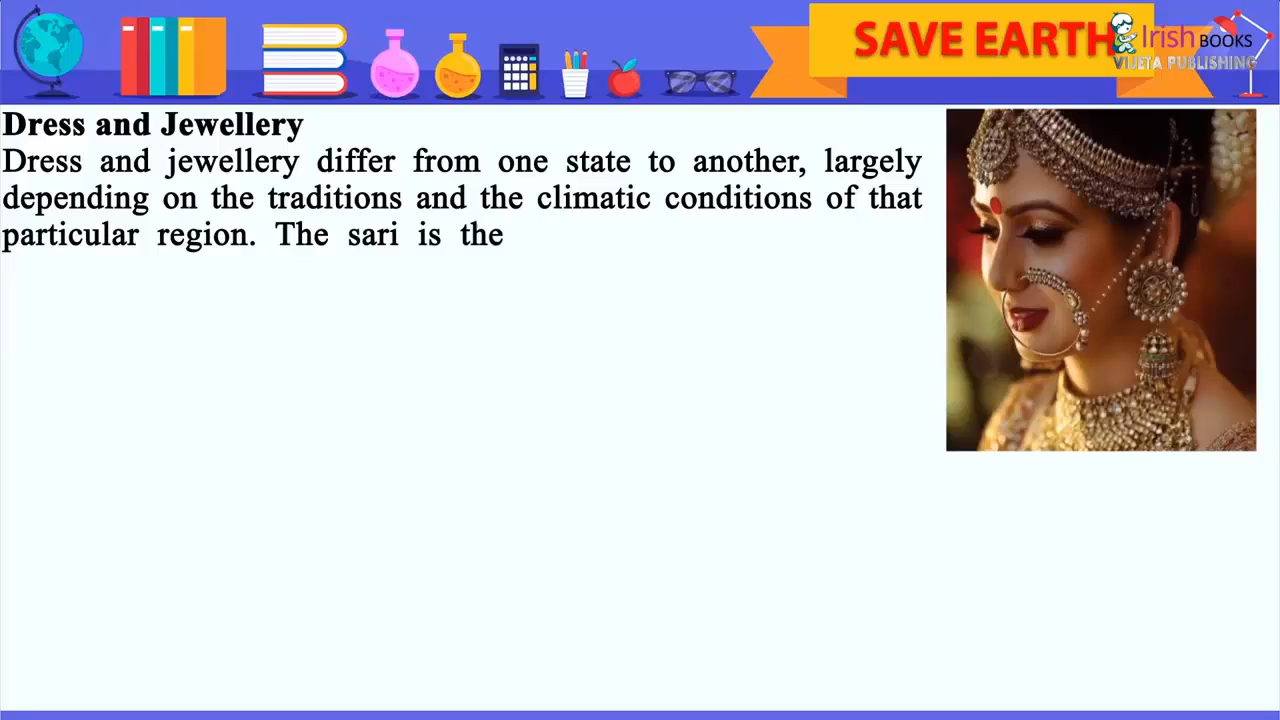 SAVE EARTH
Irish BOOKS
VIJETA PUBLISHING
Dress and Jewellery
Dress and jewellery differ from one state to another, largely
depending on the traditions and the climatic conditions of that
particular region. The sari is the